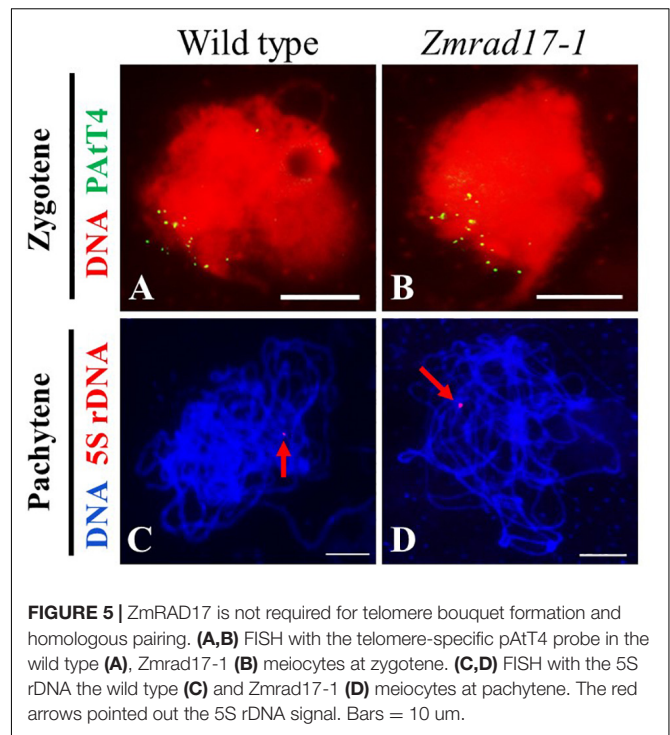 Wild type
Zmrad17-1
Zygotene
DNA PAtT4
A
B
Pachytene
DNA 5S rDNA
C
D
FIGURE 5 | ZmRAD17 is not required for telomere bouquet formation and
homologous pairing. (A,B) FISH with the telomere-specific pAtT4 probe in the
wild type (A), Zmrad17-1 (B) meiocytes at zygotene. (C,D) FISH with the 5S
rDNA the wild type (C) and Zmrad17-1 (D) meiocytes at pachytene. The red
arrows pointed out the 5S rDNA signal. Bars = 10 um.